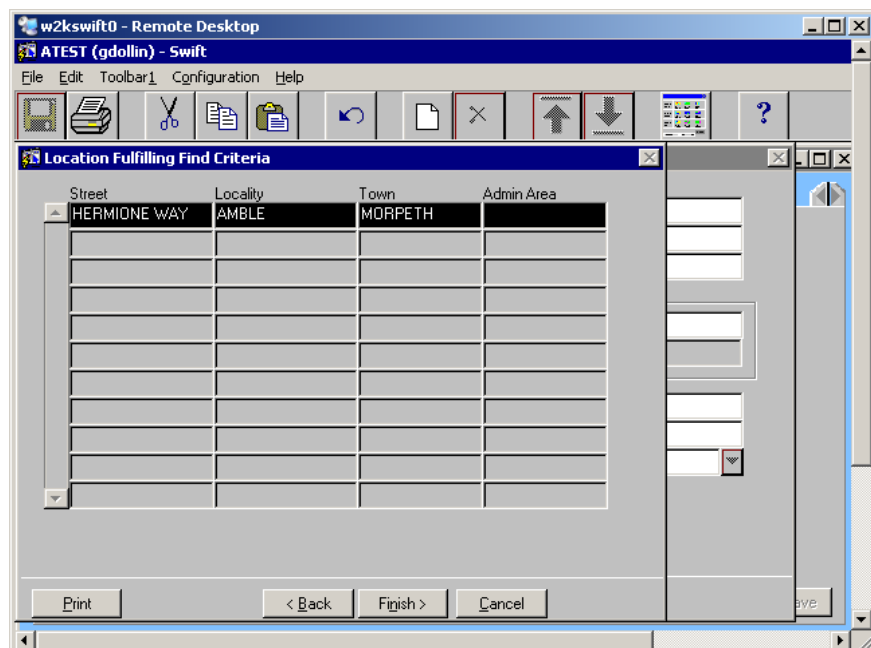 w2kswift0 - Remote Desktop
ATEST (gdollin) - Swift
File Edit Toolbar1 Configuration Help
?
Location Fulfilling Find Criteria
Street Locality Town Admin Area
HERMIONE WAY AMBLE MORPETH
Print < Back Finish > Cancel ave